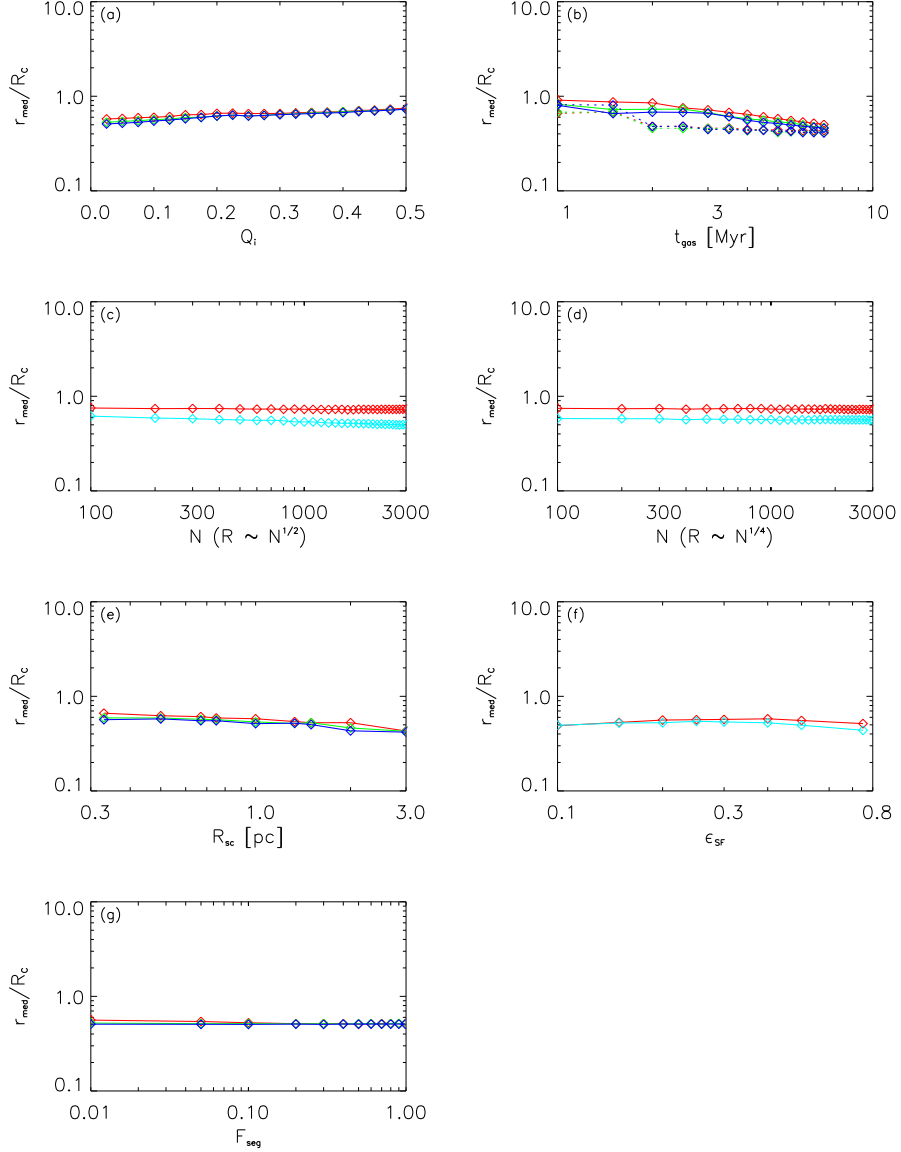 (a)
10.0
1.0
0.1
r_med/R_C
0.0 0.1 0.2 0.3 0.4 0.5
Q_i
(b)
10.0
1.0
0.1
r_med/R_C
1 3 10
t_gas [Myr]
(c)
10.0
1.0
0.1
r_med/R_C
100 300 1000 3000
N (R ~ N^1/2)
(d)
10.0
1.0
0.1
r_med/R_C
100 300 1000 3000
N (R ~ N^1/4)
(e)
10.0
1.0
0.1
r_med/R_C
0.3 1.0 3.0
R_sc [pc]
(f)
10.0
1.0
0.1
r_med/R_C
0.1 0.3 0.8
ϵ_SF
(g)
10.0
1.0
0.1
r_med/R_C
0.01 0.10 1.00
F_seg